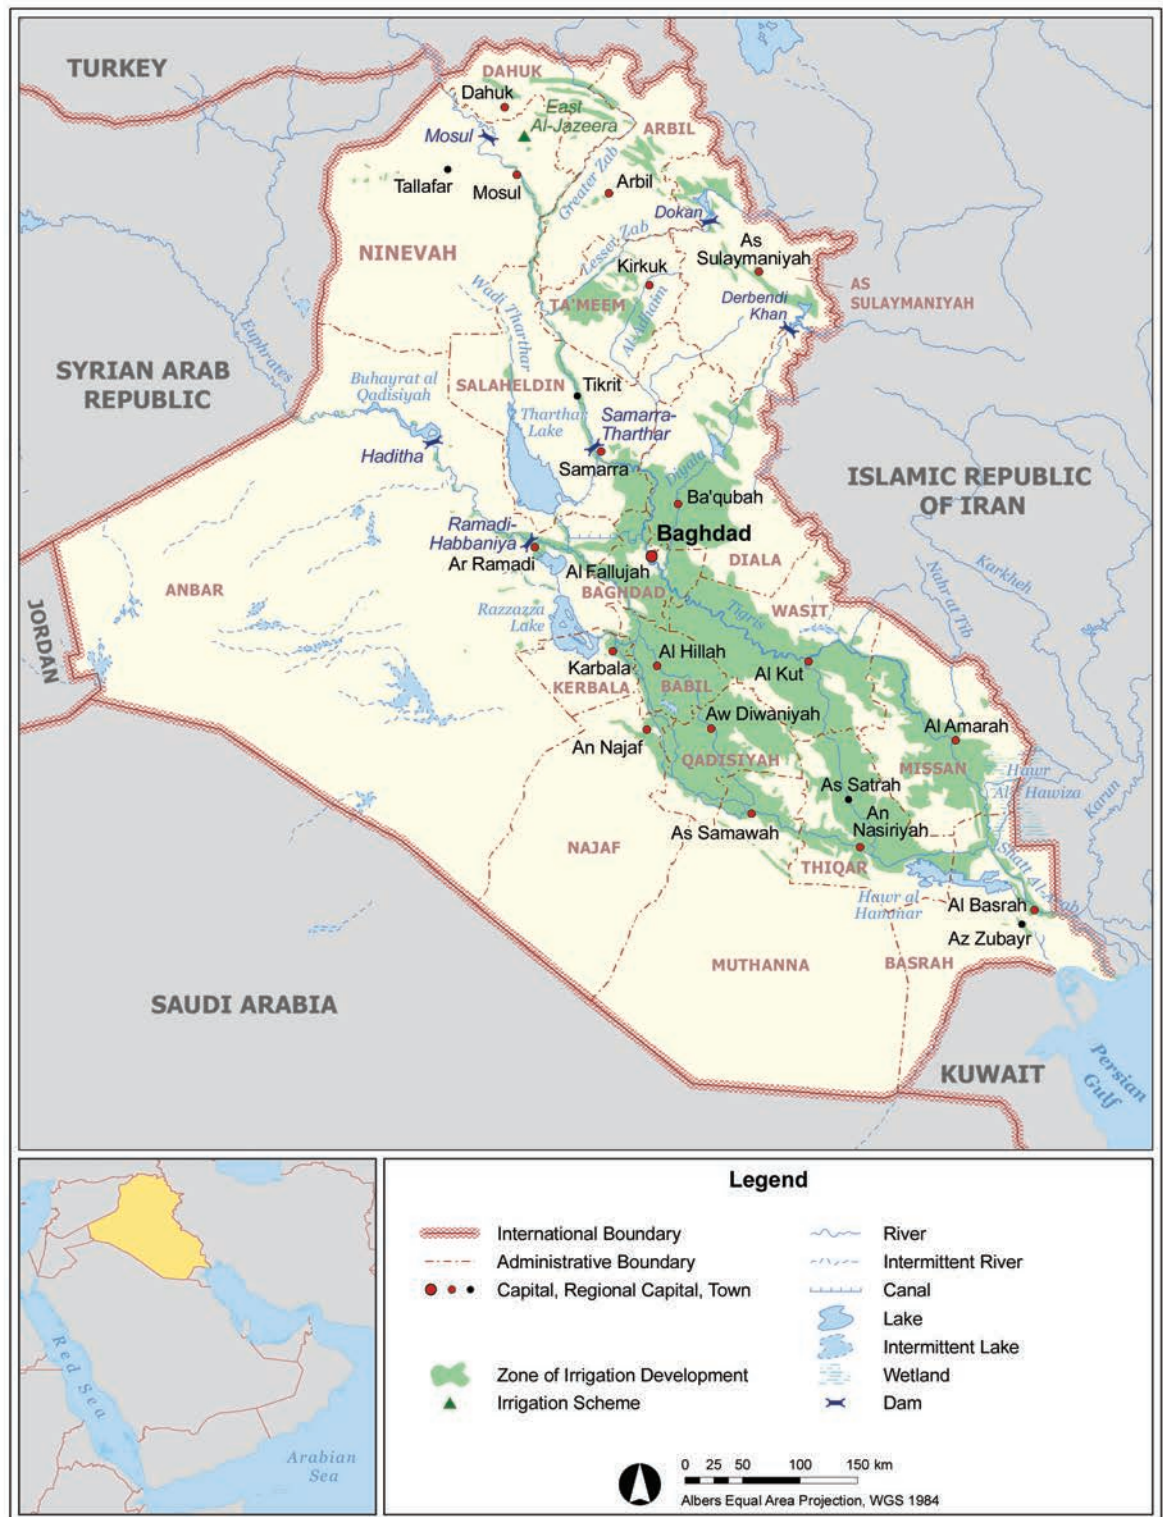 TURKEY
DAHUK
Dahuk
East
Al-Jazeera
Mosul
ARBIL
Tallafar
Mosul
Greater Zab
Arbil
Dokan
NINEVAH
Lesser Zab
As
Sulaymaniyah
Kirkuk
AS
SULAYMANIYAH
TA'MEEM
Derbendi
Khan
Wadi Tharthar
Al Adhaim
Euphrates
SYRIAN ARAB
REPUBLIC
Buhayrat al
Qadisiyah
SALAHELDIN
Tikrit
Tharthar
Lake
Samarra-
Tharthar
Haditha
Samarra
Diyala
ISLAMIC REPUBLIC
OF IRAN
Ba'qubah
Ramadi-
Habbaniya
Baghdad
Ar Ramadi
Al Fallujah
DIALA
BAGHDAD
ANBAR
JORDAN
Razzazza
Lake
Tigris
WASIT
Nahr at Tib
Karkheh
Karbala
Al Hillah
Al Kut
KERBALA
BABIL
Aw Diwaniyah
Al Amarah
An Najaf
QADISIYAH
MISSAN
Hawr
Al Hawiza
As Satrah
Karun
An
Nasiriyah
As Samawah
NAJAF
THIQAR
Shatt Al-Arab
Hawr al
Hammar
Al Basrah
Az Zubayr
MUTHANNA
BASRAH
SAUDI ARABIA
KUWAIT
Persian
Gulf
Red Sea
Arabian
Sea
Legend
International Boundary
Administrative Boundary
Capital, Regional Capital, Town
Zone of Irrigation Development
Irrigation Scheme
River
Intermittent River
Canal
Lake
Intermittent Lake
Wetland
Dam
0 25 50 100 150 km
Albers Equal Area Projection, WGS 1984